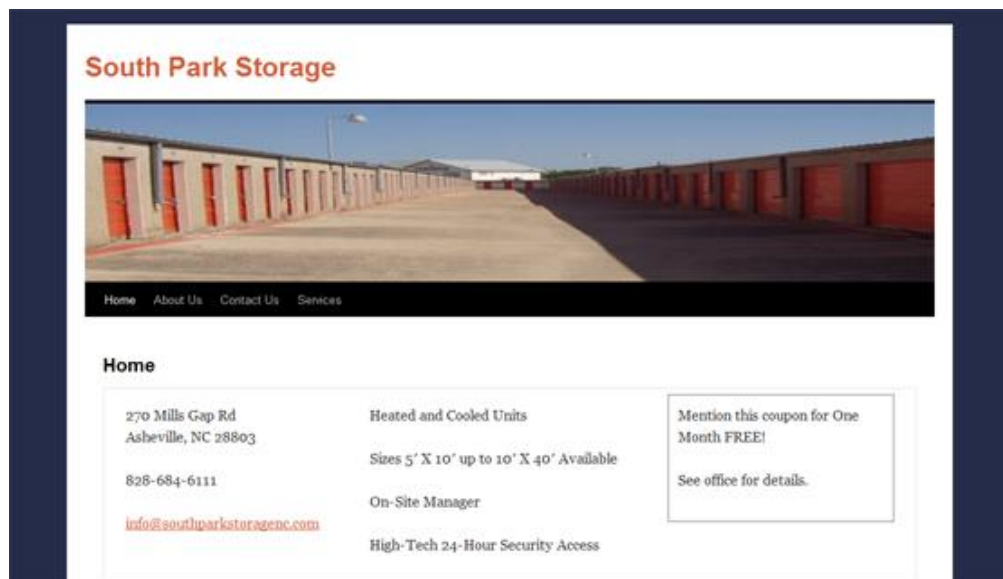 South Park Storage
Home About Us Contact Us Services
Home
270 Mills Gap Rd
Asheville, NC 28803
828-684-6111
info@southparkstoragenc.com
Heated and Cooled Units
Sizes 5′ X 10′ up to 10′ X 40′ Available
On-Site Manager
High-Tech 24-Hour Security Access
Mention this coupon for One
Month FREE!
See office for details.